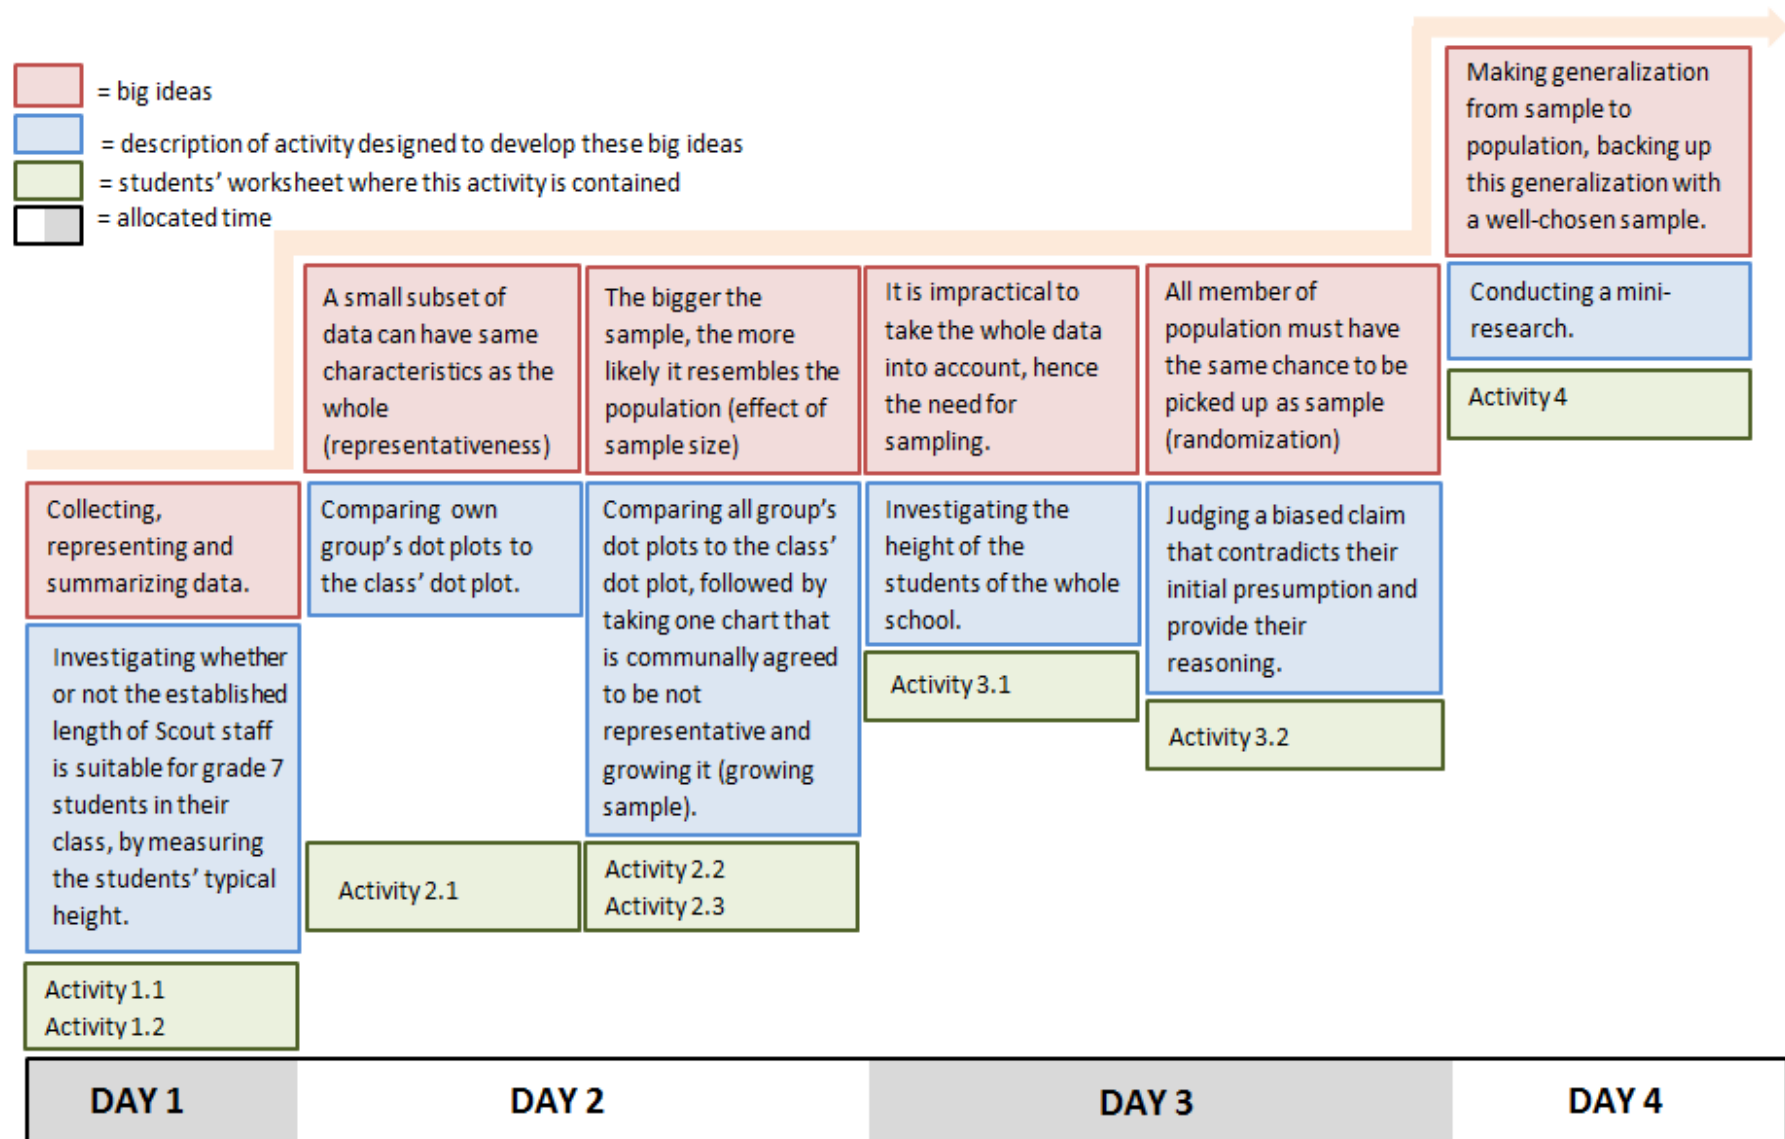 = big ideas
= description of activity designed to develop these big ideas
= students' worksheet where this activity is contained
= allocated time
Collecting,
representing and
summarizing data.
Investigating whether
or not the established
length of Scout staff
is suitable for grade 7
students in their
class, by measuring
the students' typical
height.
Activity 1.1
Activity 1.2
A small subset of
data can have same
characteristics as the
whole
(representativeness)
Comparing own
group's dot plots to
the class' dot plot.
Activity 2.1
The bigger the
sample, the more
likely it resembles the
population (effect of
sample size)
Comparing all group's
dot plots to the class'
dot plot, followed by
taking one chart that
is communally agreed
to be not
representative and
growing it (growing
sample).
Activity 2.2
Activity 2.3
It is impractical to
take the whole data
into account, hence
the need for
sampling.
Investigating the
height of the
students of the whole
school.
Activity 3.1
All member of
population must have
the same chance to be
picked up as sample
(randomization)
Judging a biased claim
that contradicts their
initial presumption and
provide their
reasoning.
Activity 3.2
Making generalization
from sample to
population, backing up
this generalization with
a well-chosen sample.
Conducting a mini-
research.
Activity 4
DAY 1
DAY 2
DAY 3
DAY 4